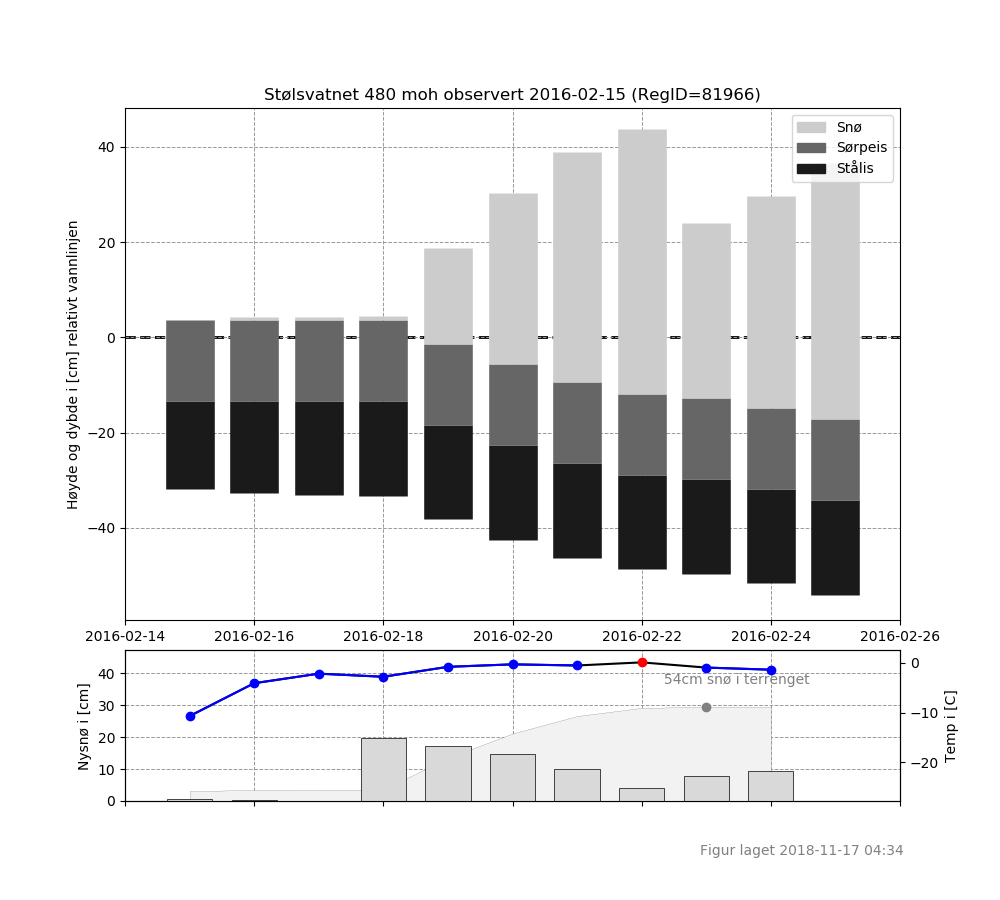 Stølsvatnet 480 moh observert 2016-02-15 (RegID=81966)
Snø
Sørpeis
Stålis
Høyde og dybde i [cm] relativt vannlinjen
40
20
0
−20
−40
2016-02-14 2016-02-16 2016-02-18 2016-02-20 2016-02-22 2016-02-24 2016-02-26
Nysnø i [cm]
40
30
20
10
0
54cm snø i terrenget
0
−10
−20
Temp i [C]
Figur laget 2018-11-17 04:34